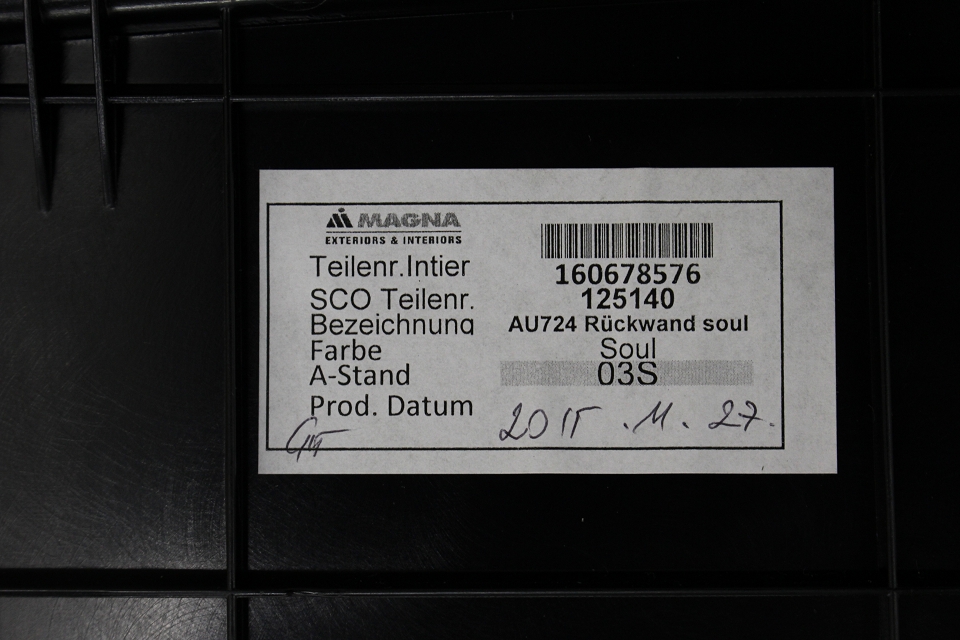 MAGNA
EXTERIORS & INTERIORS
Teilenr.Intier 160678576
SCO Teilenr. 125140
Bezeichnung AU724 Rückwand soul
Farbe Soul
A-Stand 03S
Prod. Datum 2015.11.27.